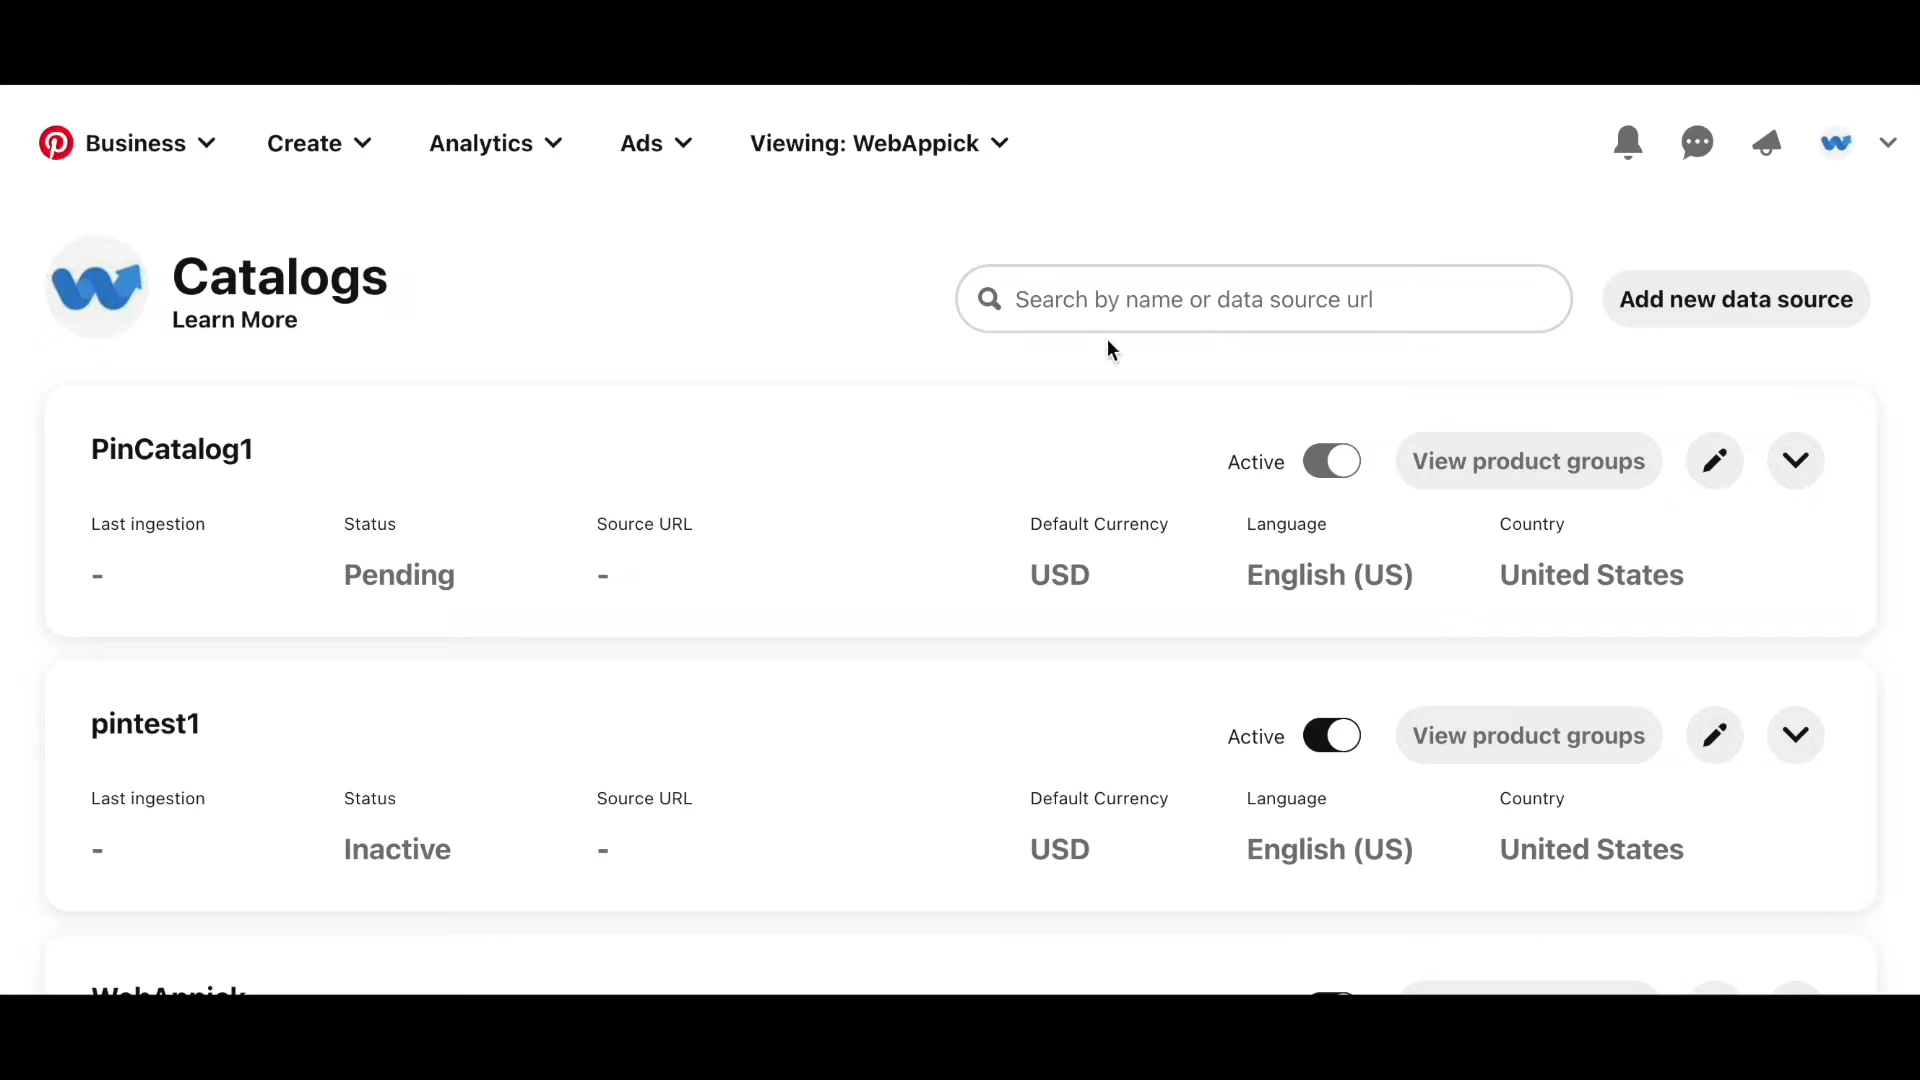 Business Create Analytics Ads Viewing: WebAppick
Catalogs
Learn More
Search by name or data source url
Add new data source
PinCatalog1
Active View product groups
Last ingestion Status Source URL Default Currency Language Country
- Pending - USD English (US) United States
pintest1
Active View product groups
Last ingestion Status Source URL Default Currency Language Country
- Inactive - USD English (US) United States
WebAppick